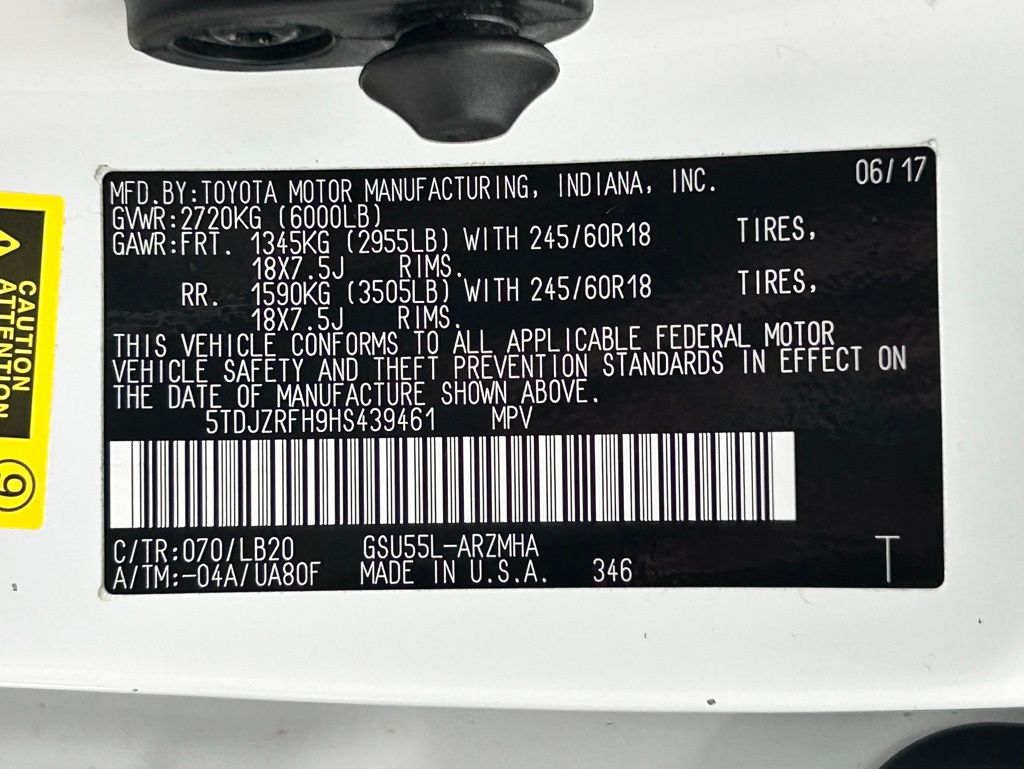 MFD.BY:TOYOTA MOTOR MANUFACTURING, INDIANA, INC. 06/17
GVWR:2720KG (6000LB)
GAWR:FRT. 1345KG (2955LB) WITH 245/60R18 TIRES,
18X7.5J RIMS.
RR. 1590KG (3505LB) WITH 245/60R18 TIRES,
18X7.5J RIMS.
THIS VEHICLE CONFORMS TO ALL APPLICABLE FEDERAL MOTOR
VEHICLE SAFETY AND THEFT PREVENTION STANDARDS IN EFFECT ON
THE DATE OF MANUFACTURE SHOWN ABOVE.
5TDJZRFH9HS439461 MPV
C/TR:070/LB20 GSU55L-ARZMHA
A/TM:-04A/UA80F MADE IN U.S.A. 346 T
CAUTION
ATTENTION
9